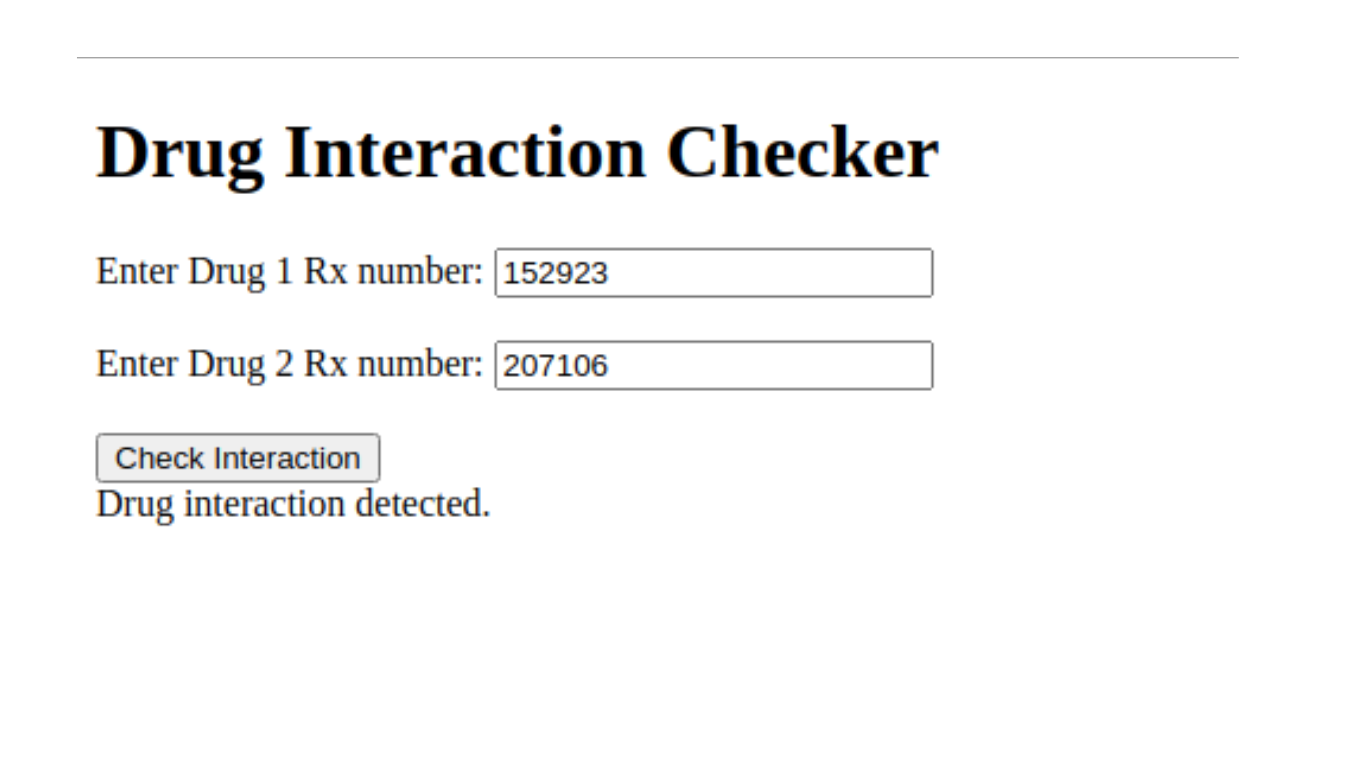 Drug Interaction Checker
Enter Drug 1 Rx number: 152923
Enter Drug 2 Rx number: 207106
Check Interaction
Drug interaction detected.